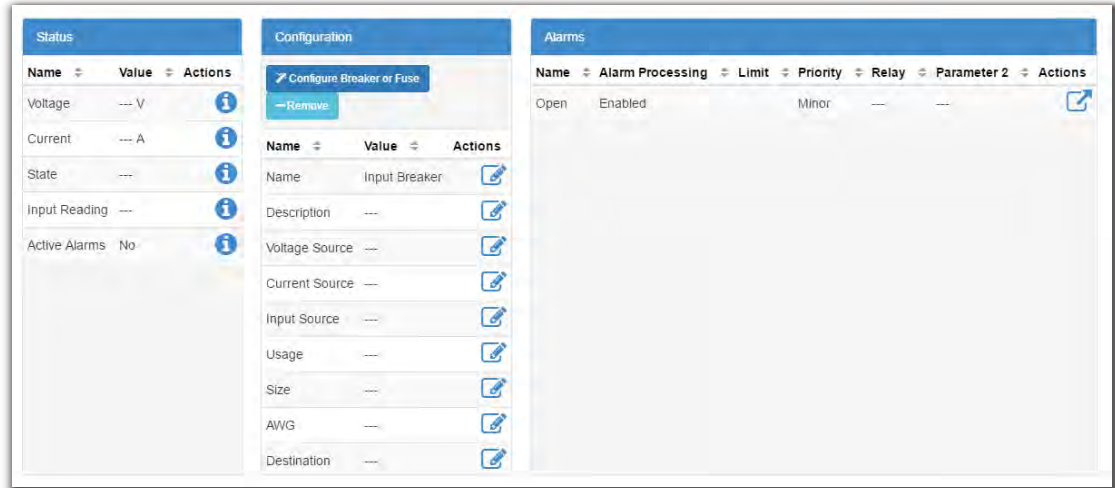 Status
Name Value Actions
Voltage --- V
Current --- A
State ---
Input Reading ---
Active Alarms No
Configuration
Configure Breaker or Fuse
Remove
Name Value Actions
Name Input Breaker
Description ---
Voltage Source ---
Current Source ---
Input Source ---
Usage ---
Size ---
AWG ---
Destination ---
Alarms
Name Alarm Processing Limit Priority Relay Parameter 2 Actions
Open Enabled Minor --- ---